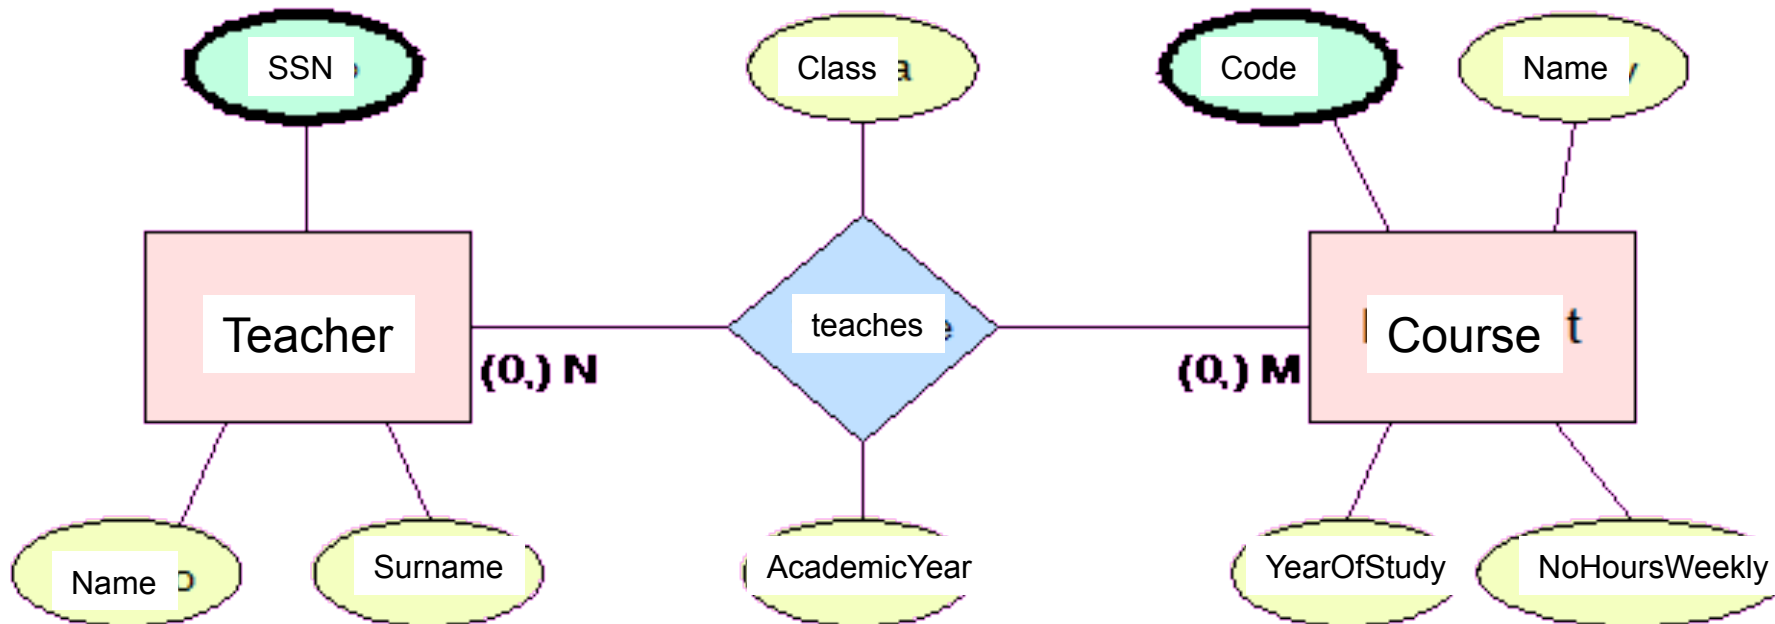 SSN
Class
Code
Name
Teacher
teaches
Course
(0,) N
(0,) M
Name
Surname
AcademicYear
YearOfStudy
NoHoursWeekly